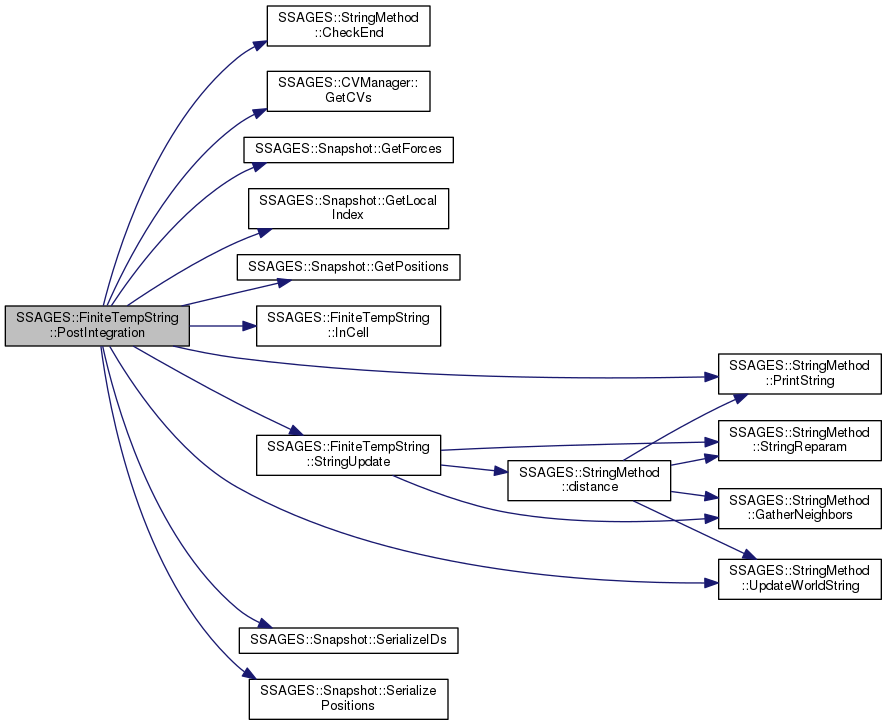 SSAGES::StringMethod
::CheckEnd
SSAGES::CVManager::
GetCVs
SSAGES::Snapshot::GetForces
SSAGES::Snapshot::GetLocal
Index
SSAGES::Snapshot::GetPositions
SSAGES::FiniteTempString
::PostIntegration
SSAGES::FiniteTempString
::InCell
SSAGES::StringMethod
::PrintString
SSAGES::FiniteTempString
::StringUpdate
SSAGES::StringMethod
::StringReparam
SSAGES::StringMethod
::distance
SSAGES::StringMethod
::GatherNeighbors
SSAGES::StringMethod
::UpdateWorldString
SSAGES::Snapshot::SerializeIDs
SSAGES::Snapshot::Serialize
Positions